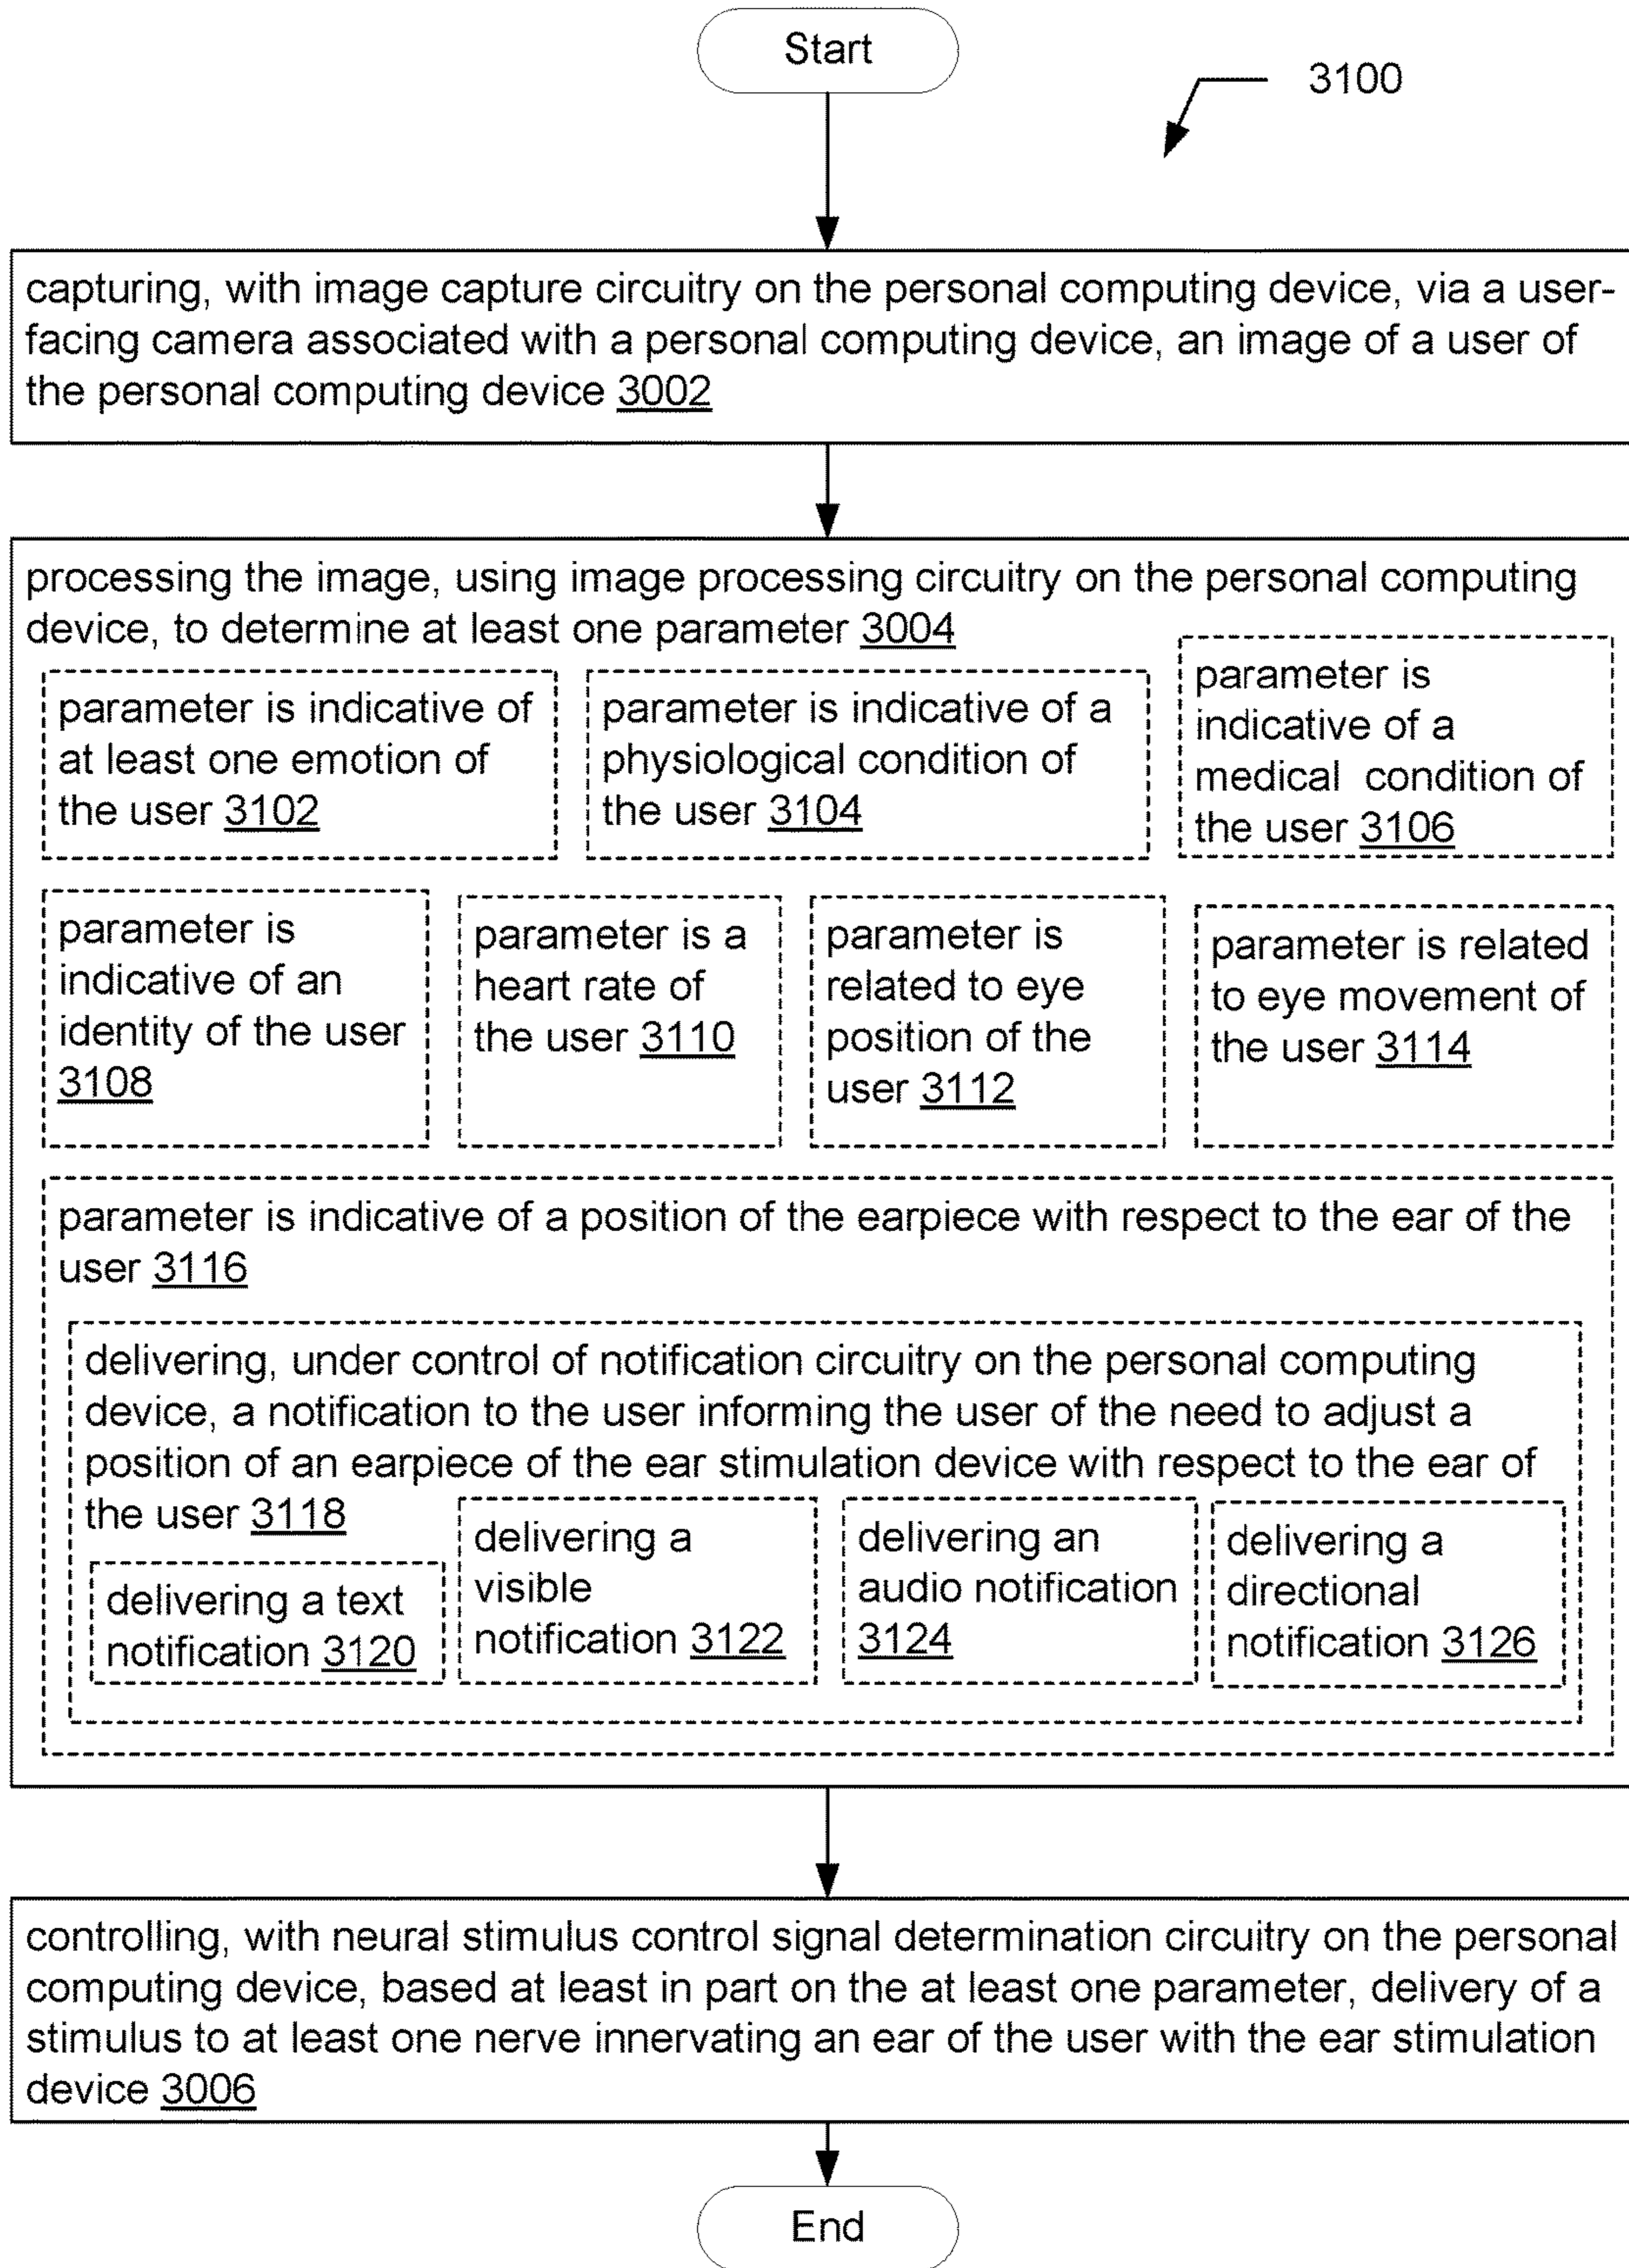 Start
3100
capturing, with image capture circuitry on the personal computing device, via a user-
facing camera associated with a personal computing device, an image of a user of
the personal computing device 3002
processing the image, using image processing circuitry on the personal computing
device, to determine at least one parameter 3004
parameter is indicative of
at least one emotion of
the user 3102
parameter is indicative of a
physiological condition of
the user 3104
parameter is
indicative of a
medical condition of
the user 3106
parameter is
indicative of an
identity of the user
3108
parameter is a
heart rate of
the user 3110
parameter is
related to eye
position of the
user 3112
parameter is related
to eye movement of
the user 3114
parameter is indicative of a position of the earpiece with respect to the ear of the
user 3116
delivering, under control of notification circuitry on the personal computing
device, a notification to the user informing the user of the need to adjust a
position of an earpiece of the ear stimulation device with respect to the ear of
the user 3118
delivering a text
notification 3120
delivering a
visible
notification 3122
delivering an
audio notification
3124
delivering a
directional
notification 3126
controlling, with neural stimulus control signal determination circuitry on the personal
computing device, based at least in part on the at least one parameter, delivery of a
stimulus to at least one nerve innervating an ear of the user with the ear stimulation
device 3006
End